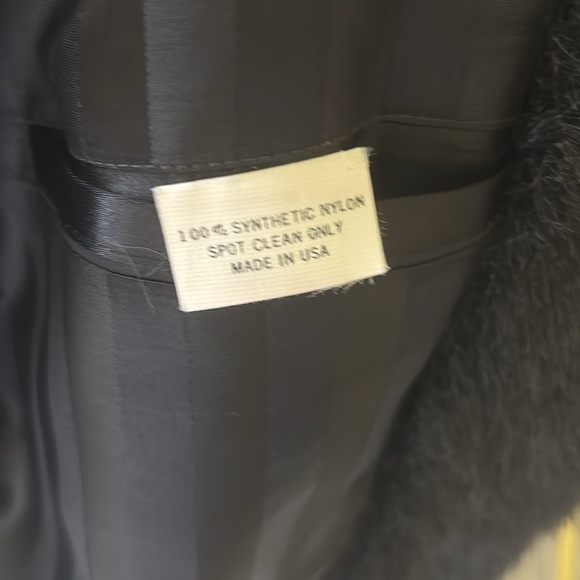 100% SYNTHETIC NYLON
SPOT CLEAN ONLY
MADE IN USA